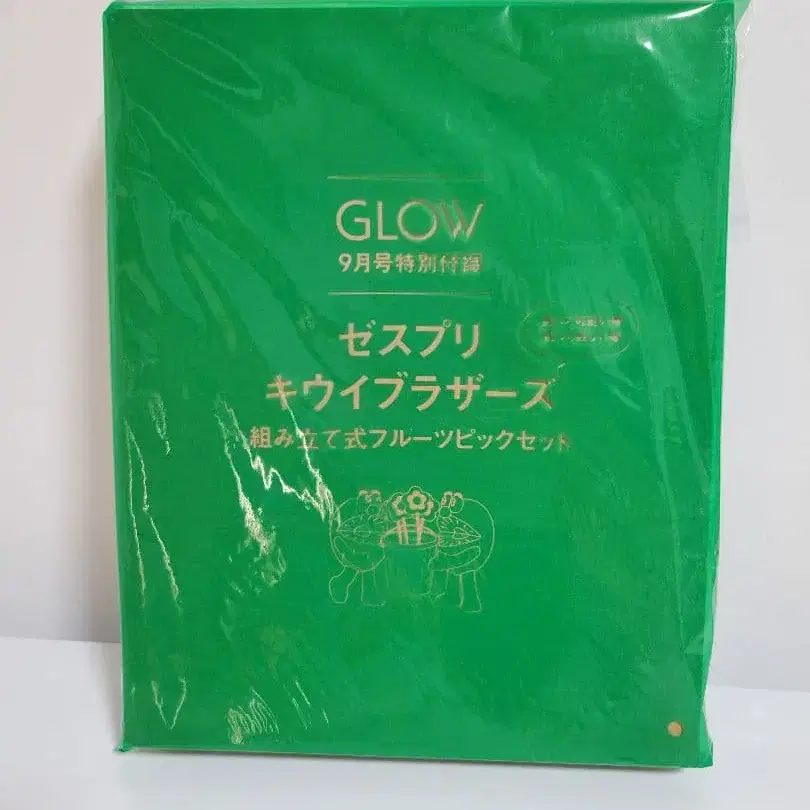 GLOW
9月号特別付録
ゼスプリ
キウイブラザーズ
組み立て式フルーツピックセット